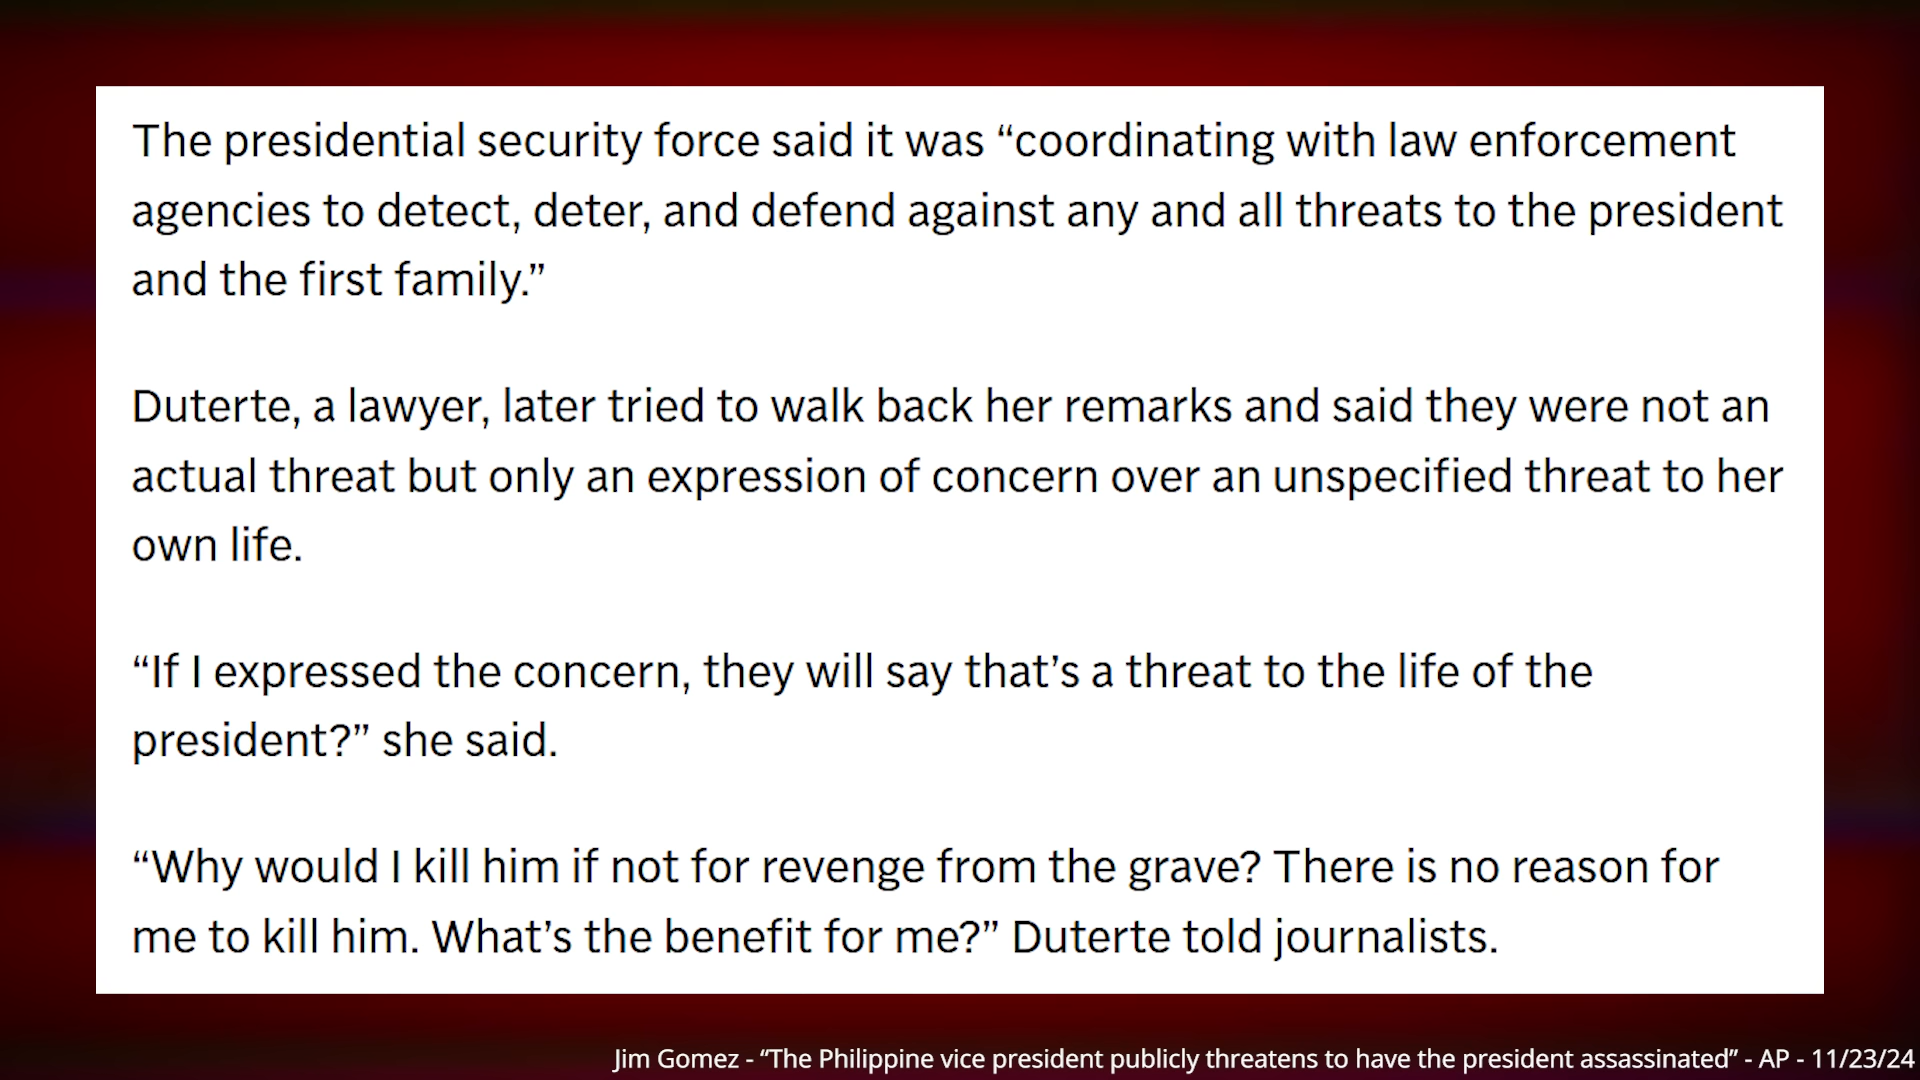 The presidential security force said it was “coordinating with law enforcement
agencies to detect, deter, and defend against any and all threats to the president
and the first family.”
Duterte, a lawyer, later tried to walk back her remarks and said they were not an
actual threat but only an expression of concern over an unspecified threat to her
own life.
“If I expressed the concern, they will say that’s a threat to the life of the
president?” she said.
“Why would I kill him if not for revenge from the grave? There is no reason for
me to kill him. What’s the benefit for me?” Duterte told journalists.
Jim Gomez - “The Philippine vice president publicly threatens to have the president assassinated” - AP - 11/23/24